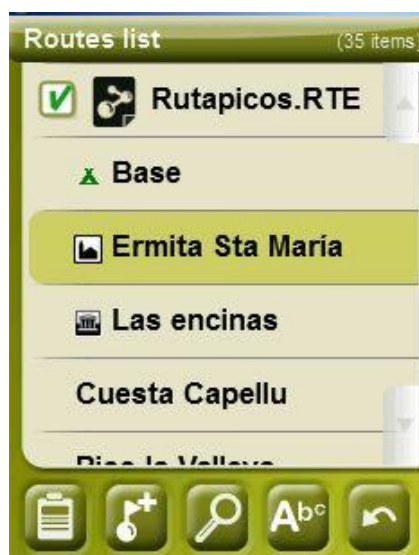 Routes list (35 items)
Rutapicos.RTE
Base
Ermita Sta María
Las encinas
Cuesta Capellu
Abc